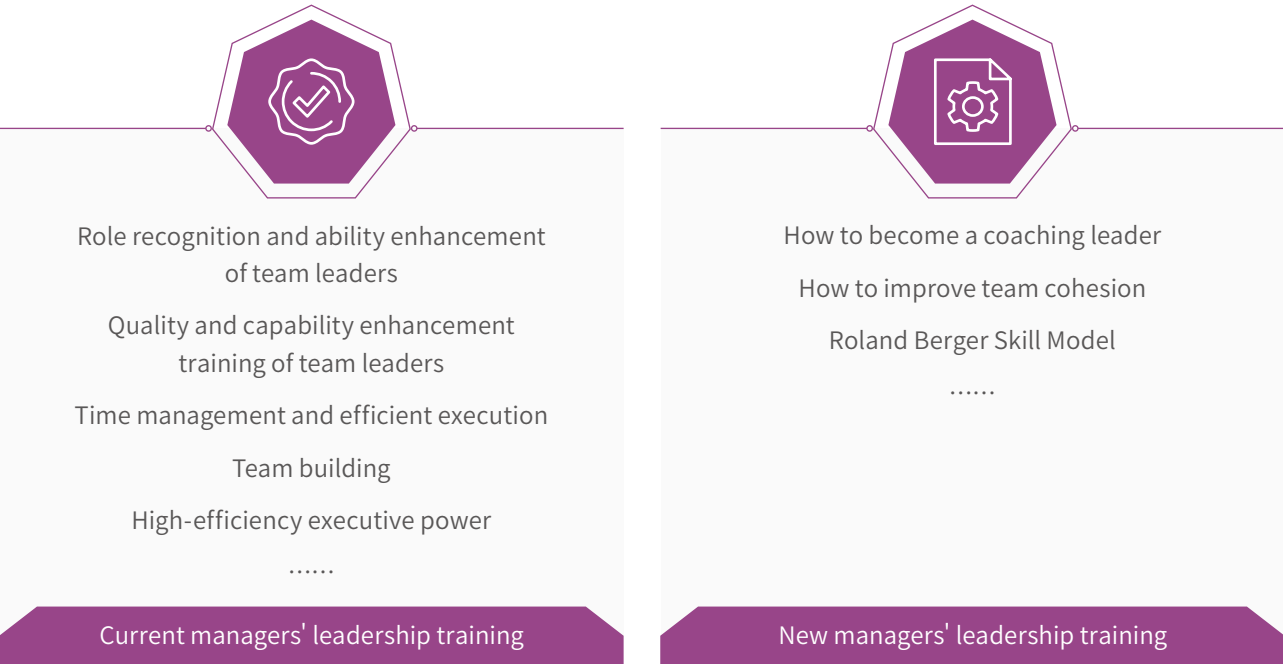 Role recognition and ability enhancement
of team leaders
Quality and capability enhancement
training of team leaders
Time management and efficient execution
Team building
High-efficiency executive power
……
Current managers' leadership training
How to become a coaching leader
How to improve team cohesion
Roland Berger Skill Model
……
New managers' leadership training